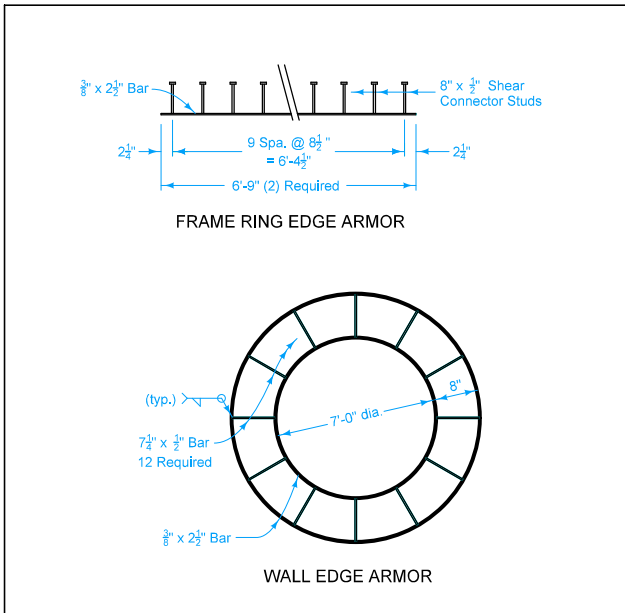 3/8" x 2 1/2" Bar
8" x 1/2" Shear
Connector Studs
2 1/4"
9 Spa. @ 8 1/2"
= 6'-4 1/2"
2 1/4"
6'-9" (2) Required
FRAME RING EDGE ARMOR
(typ.)
8"
7'-0" dia.
7 1/4" x 1/2" Bar
12 Required
3/8" x 2 1/2" Bar
WALL EDGE ARMOR